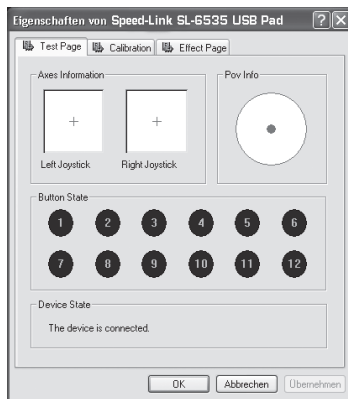 Eigenschaften von Speed-Link SL-6535 USB Pad
Test Page Calibration Effect Page
Axes Information Pov Info
Left Joystick Right Joystick
Button State
1 2 3 4 5 6
7 8 9 10 11 12
Device State
The device is connected.
OK Abbrechen Übernehmen